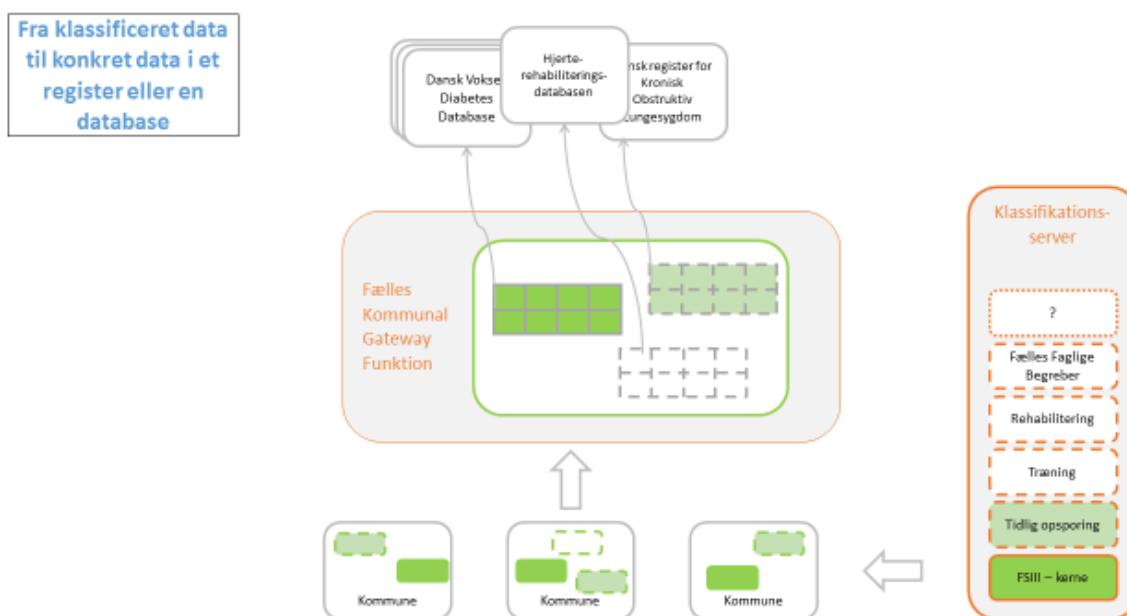 Fra klassificeret data
til konkret data i et
register eller en
database
Dansk Vokse
Diabetes
Database
Hjerte-
rehabiliterings-
databasen
nsk register for
Kronisk
Obstruktiv
Lungesygdom
Klassifikations-
server
?
Fælles Faglige
Begreber
Rehabilitering
Træning
Tidlig opsporing
FSIII – kerne
Fælles
Kommunal
Gateway
Funktion
Kommune
Kommune
Kommune